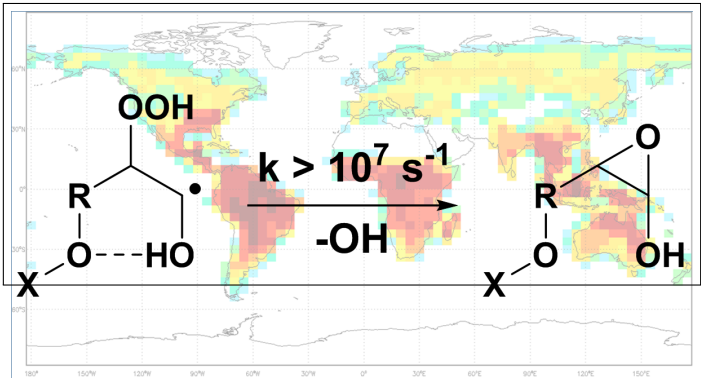 OOH
R
O
HO
X
k > 10⁷ s⁻¹
-OH
O
R
O
OH
X
60°N
30°N
0°
30°S
60°S
180°
150°W
120°W
90°W
60°W
30°W
0°
30°E
60°E
90°E
120°E
150°E